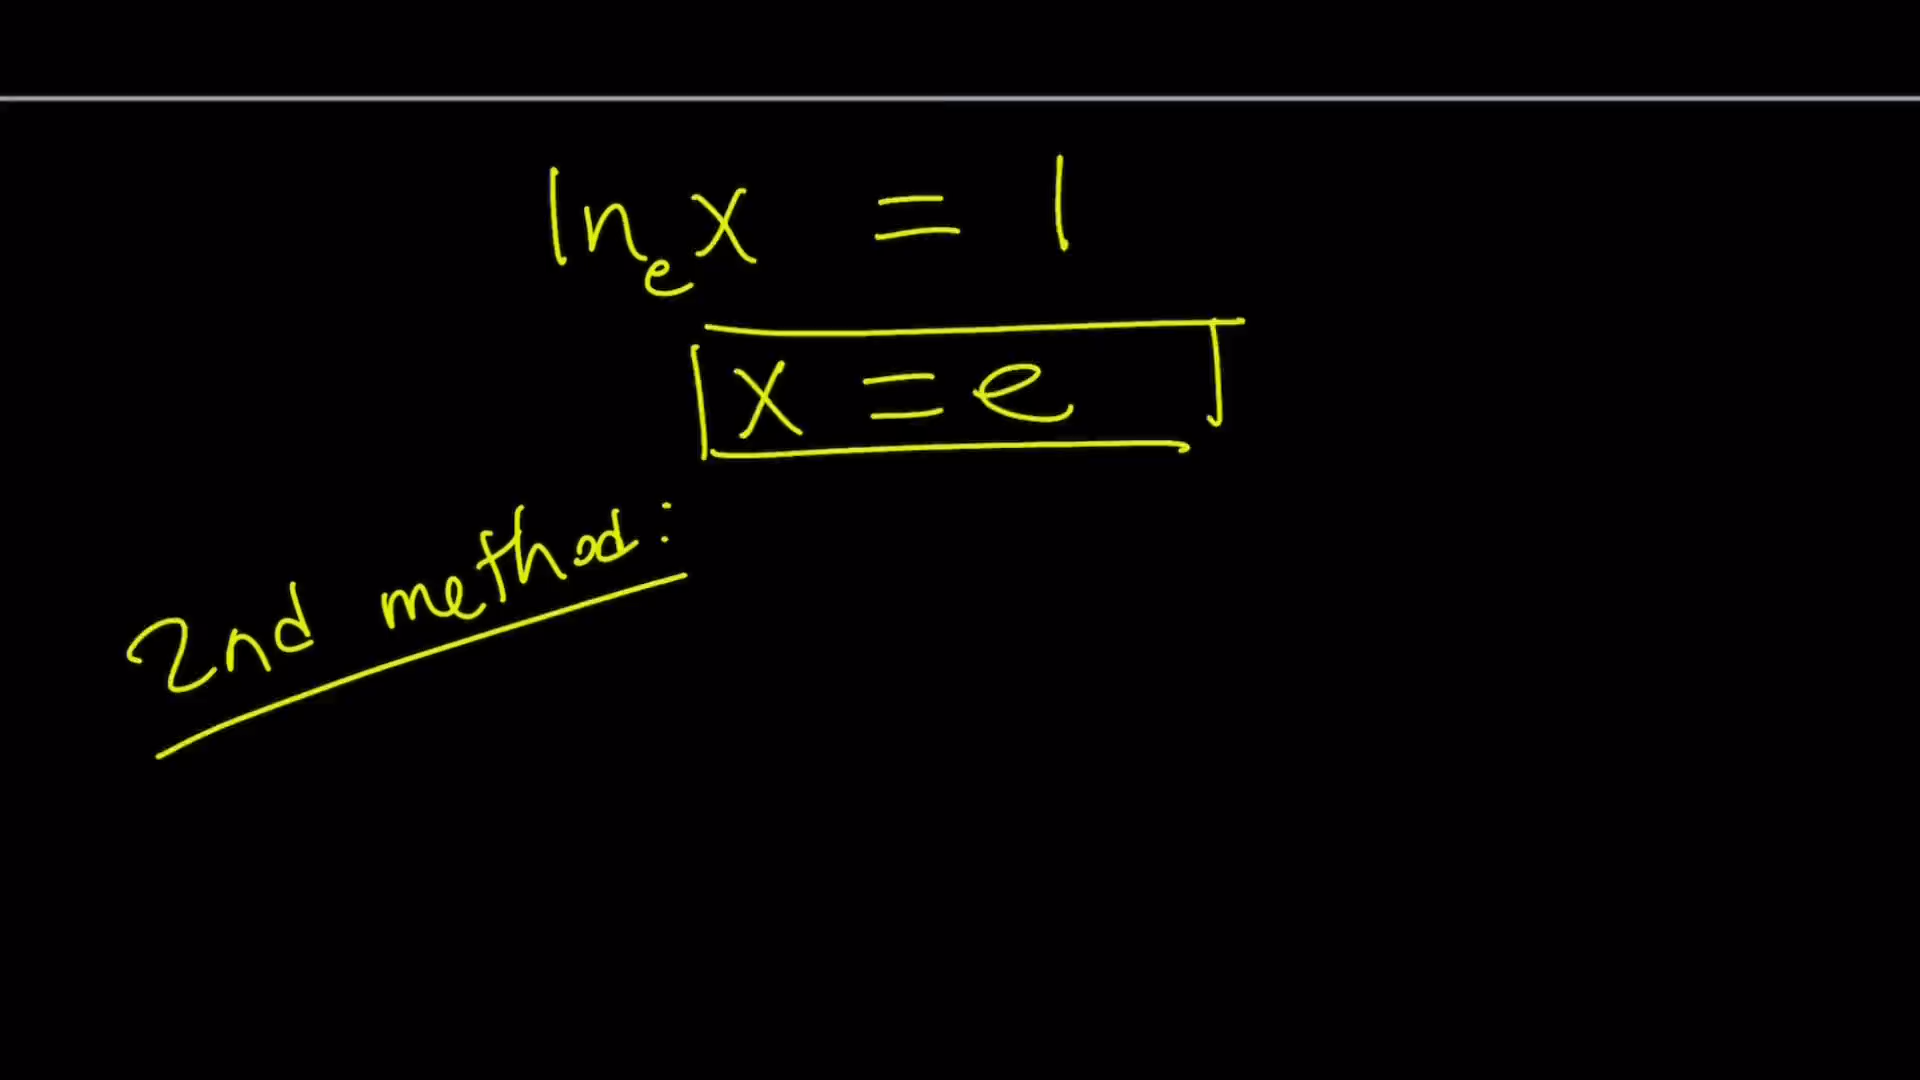 lnₑx = 1
x = e
2nd method: